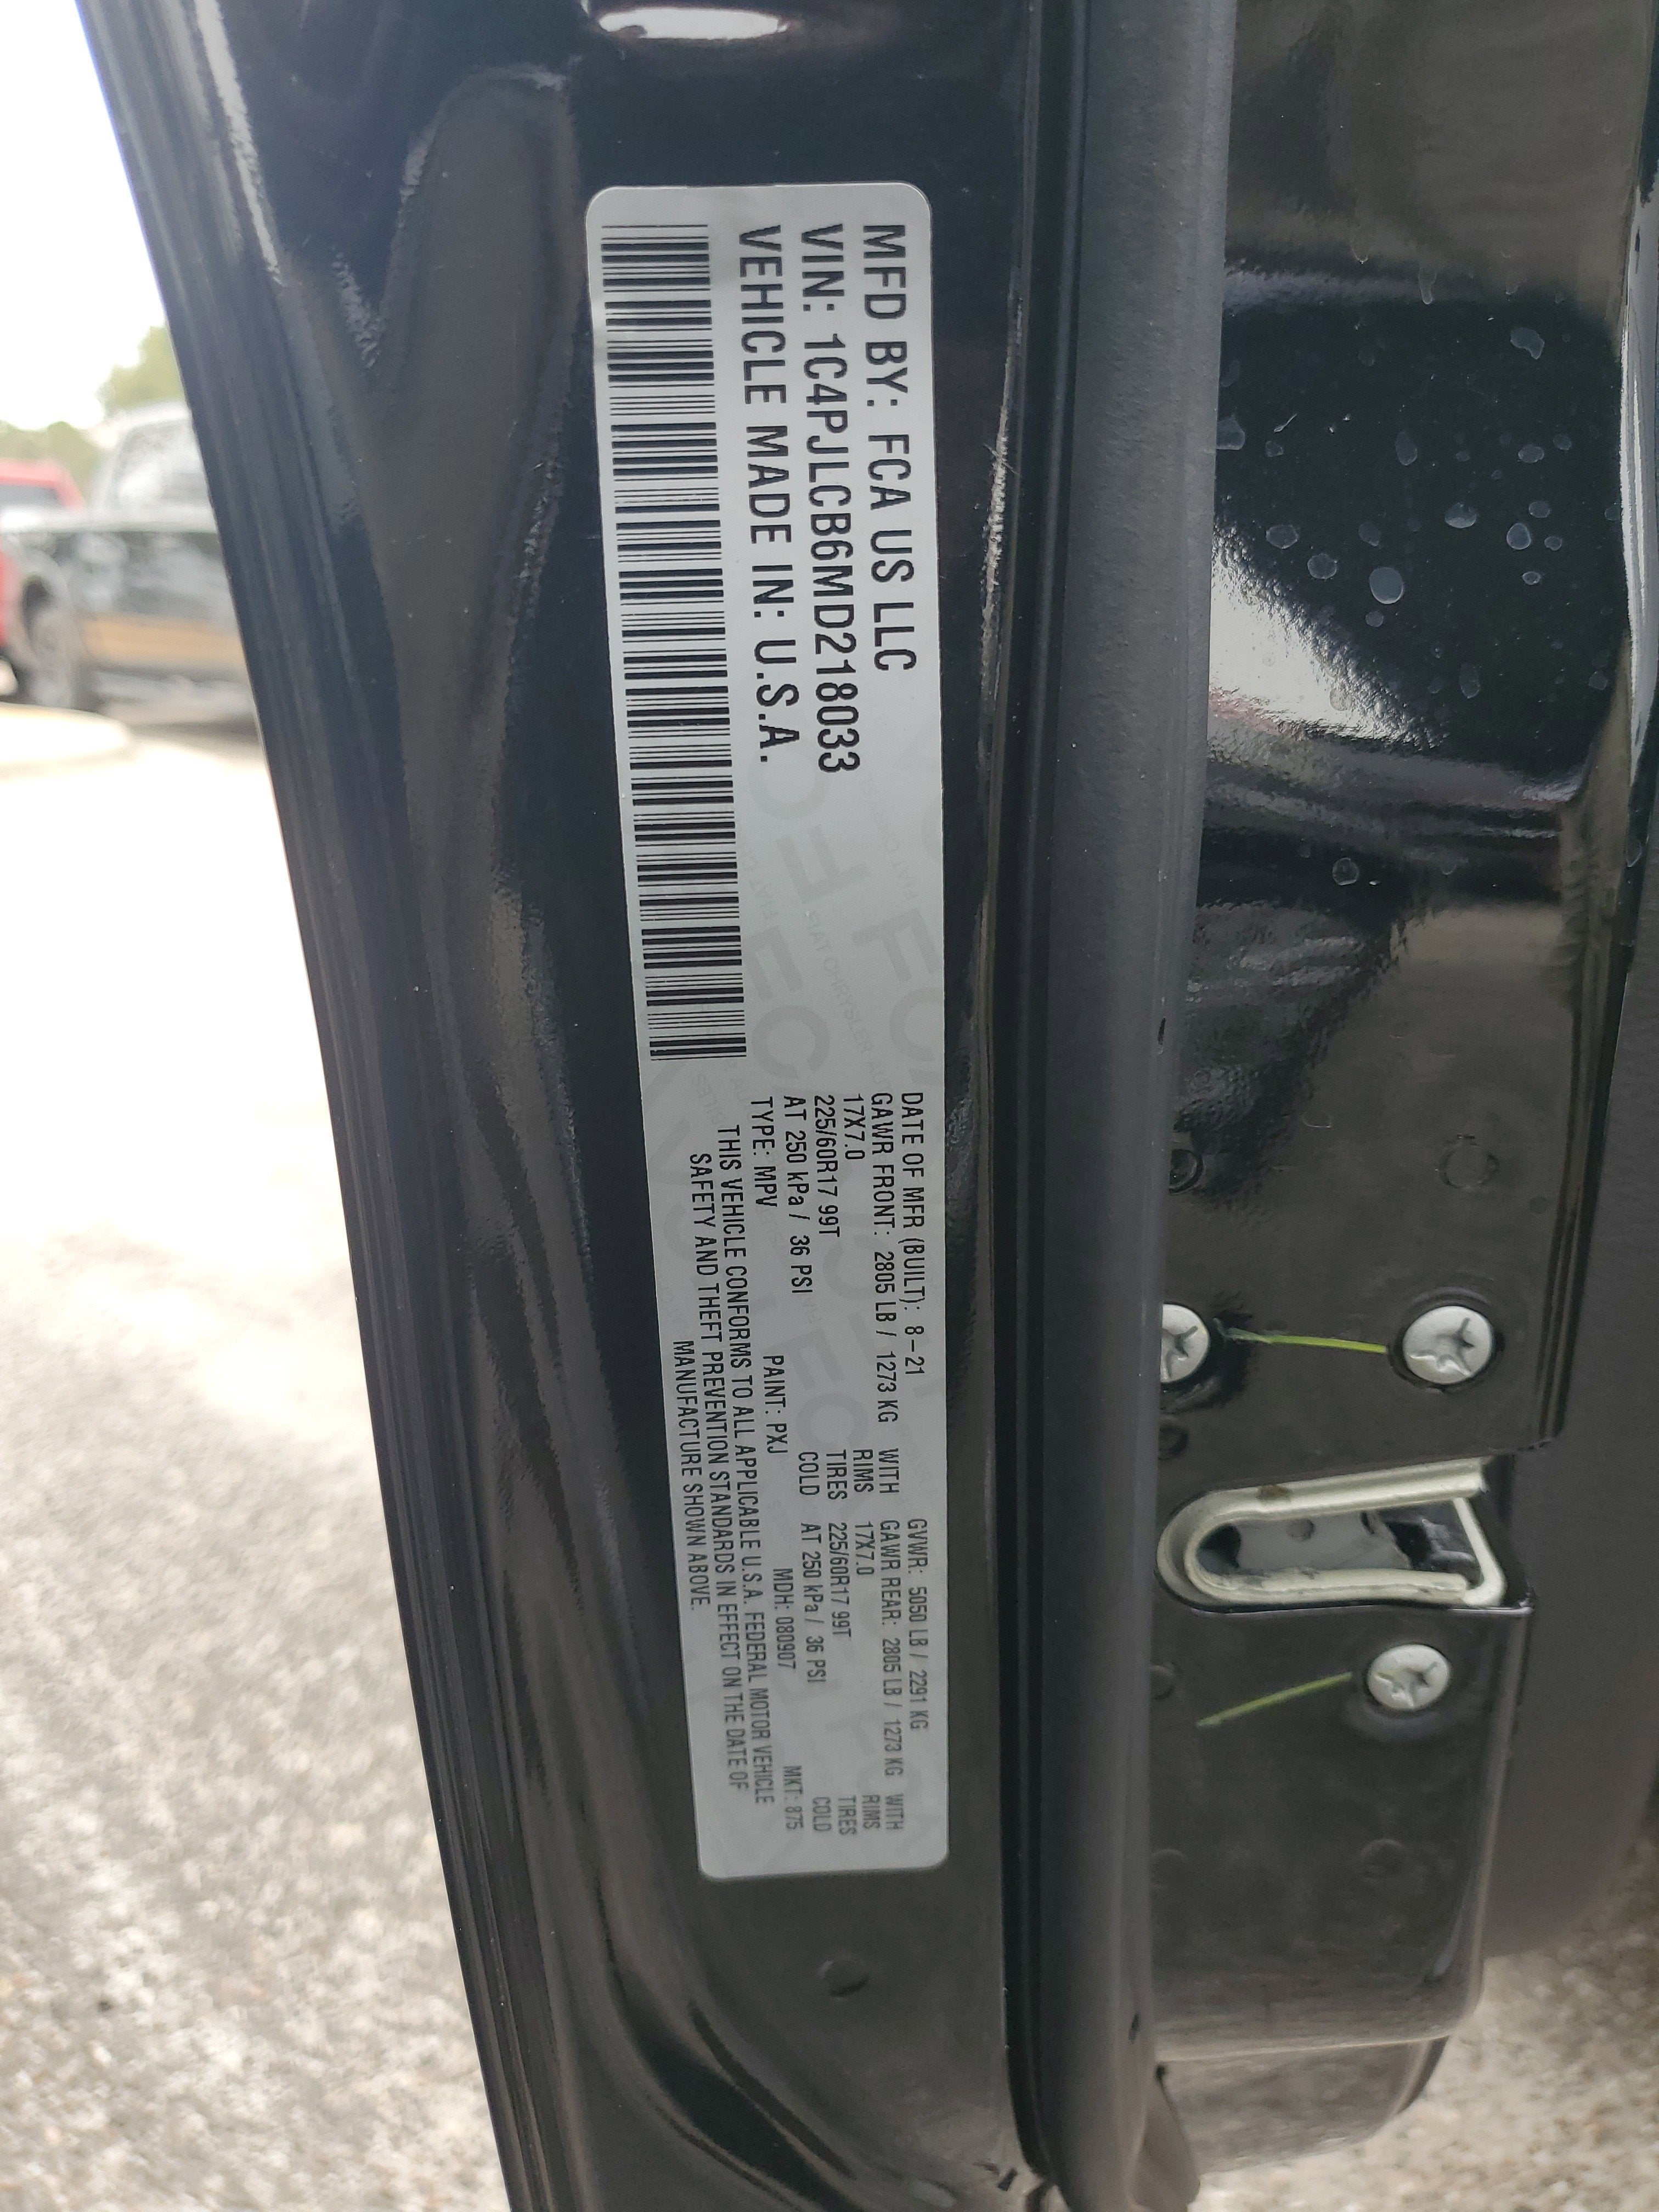 MFD BY: FCA US LLC
VIN: 1C4PJLCB6MD218033
VEHICLE MADE IN: U.S.A.
DATE OF MFR (BUILT): 8-21 GVWR: 5050 LB / 2291 KG
GAWR FRONT: 2805 LB / 1273 KG WITH GAWR REAR: 2805 LB / 1273 KG WITH
17X7.0 RIMS 17X7.0 RIMS
225/60R17 99T TIRES 225/60R17 99T TIRES
AT 250 kPa / 36 PSI COLD AT 250 kPa / 36 PSI COLD
TYPE: MPV PAINT: PXJ MDH: 080907 MKT: 875
THIS VEHICLE CONFORMS TO ALL APPLICABLE U.S.A. FEDERAL MOTOR VEHICLE
SAFETY AND THEFT PREVENTION STANDARDS IN EFFECT ON THE DATE OF
MANUFACTURE SHOWN ABOVE.